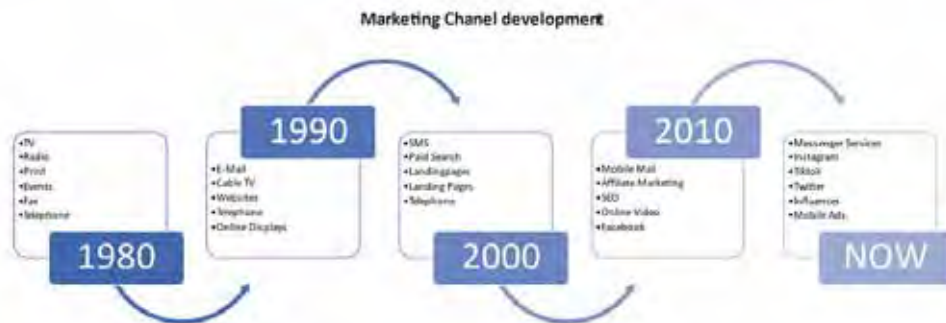 Marketing Chanel development
•TV
•Radio
•Print
•Events
•Fax
•Telephone
1980
1990
•E-Mail
•Cable TV
•Websites
•Telephone
•Online Displays
•SMS
•Paid Search
•Landingpages
•Landing Pages
•Telephone
2000
2010
•Mobile Mail
•Affiliate Marketing
•SEO
•Online Video
•Facebook
•Messenger Services
•Instagram
•Tiktok
•Twitter
•Influencer
•Mobile Ads
NOW